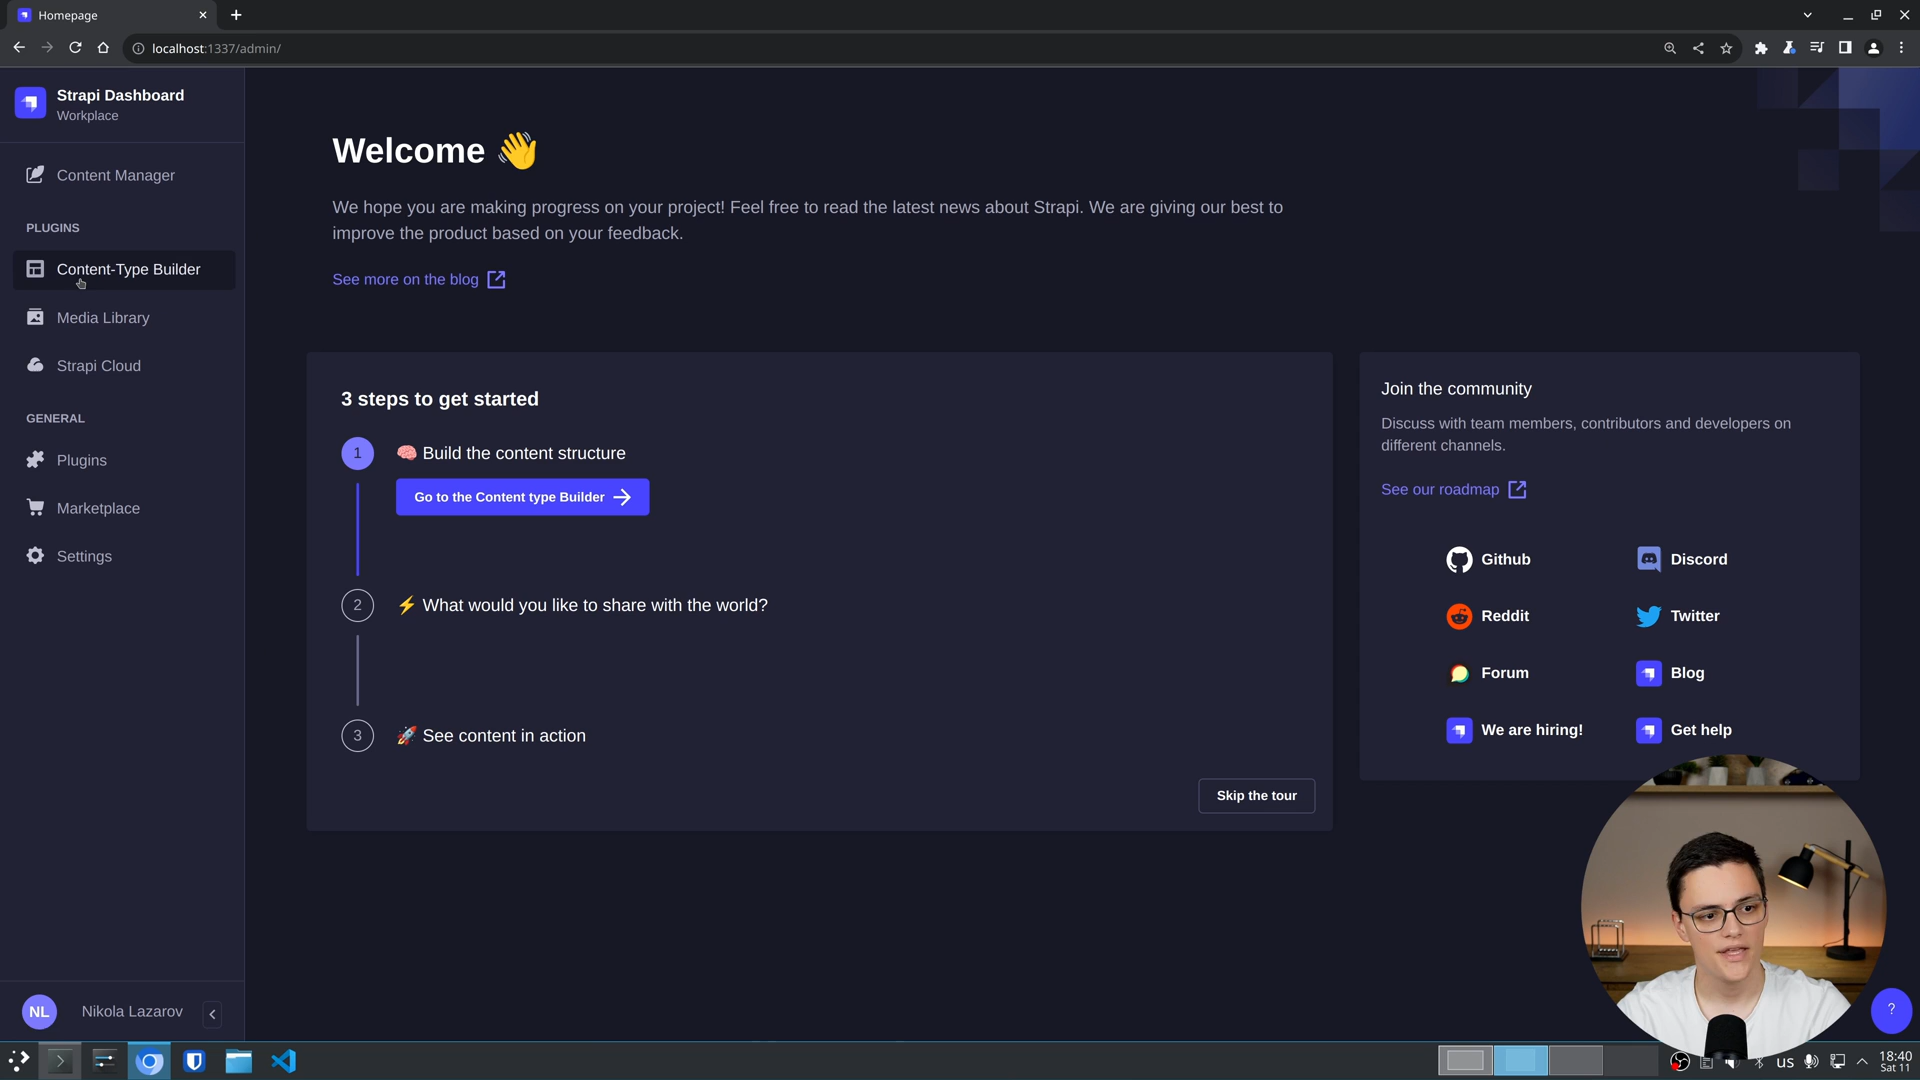 Homepage
localhost:1337/admin/
Strapi Dashboard
Workplace
Content Manager
PLUGINS
Content-Type Builder
Media Library
Strapi Cloud
GENERAL
Plugins
Marketplace
Settings
NL
Nikola Lazarov
Welcome 👋
We hope you are making progress on your project! Feel free to read the latest news about Strapi. We are giving our best to
improve the product based on your feedback.
See more on the blog
3 steps to get started
1
🧠 Build the content structure
Go to the Content type Builder
2
⚡ What would you like to share with the world?
3
🚀 See content in action
Skip the tour
Join the community
Discuss with team members, contributors and developers on
different channels.
See our roadmap
Github
Discord
Reddit
Twitter
Forum
Blog
We are hiring!
Get help
?
us
18:40
Sat 11